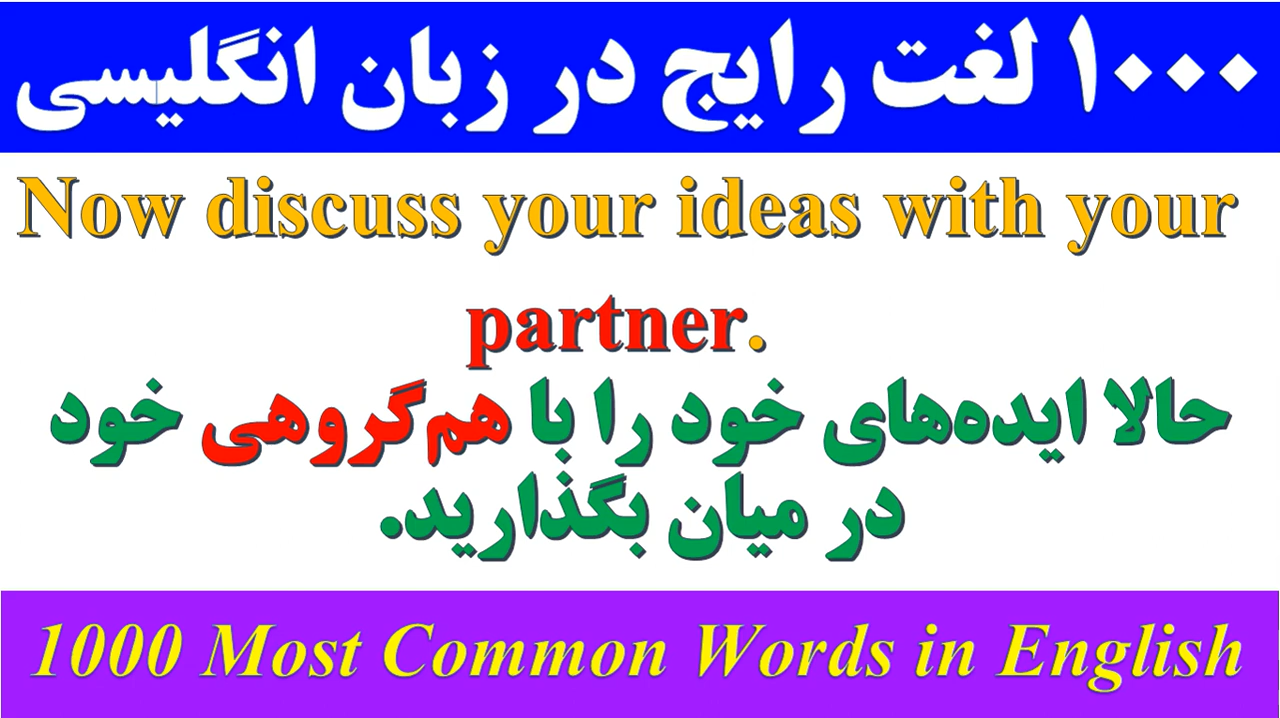 ۱۰۰۰ لغت رایج در زبان انگلیسی
Now discuss your ideas with your
partner.
حالا ایده‌های خود را با هم‌گروهی خود
در میان بگذارید.
1000 Most Common Words in English